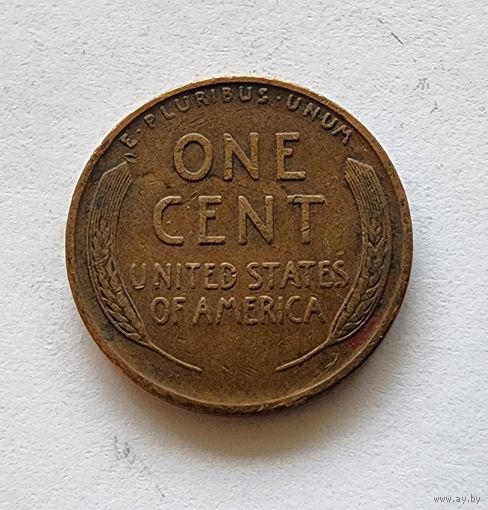 E·PLURIBUS·UNUM
ONE
CENT
UNITED STATES
OF AMERICA
www.ay.by